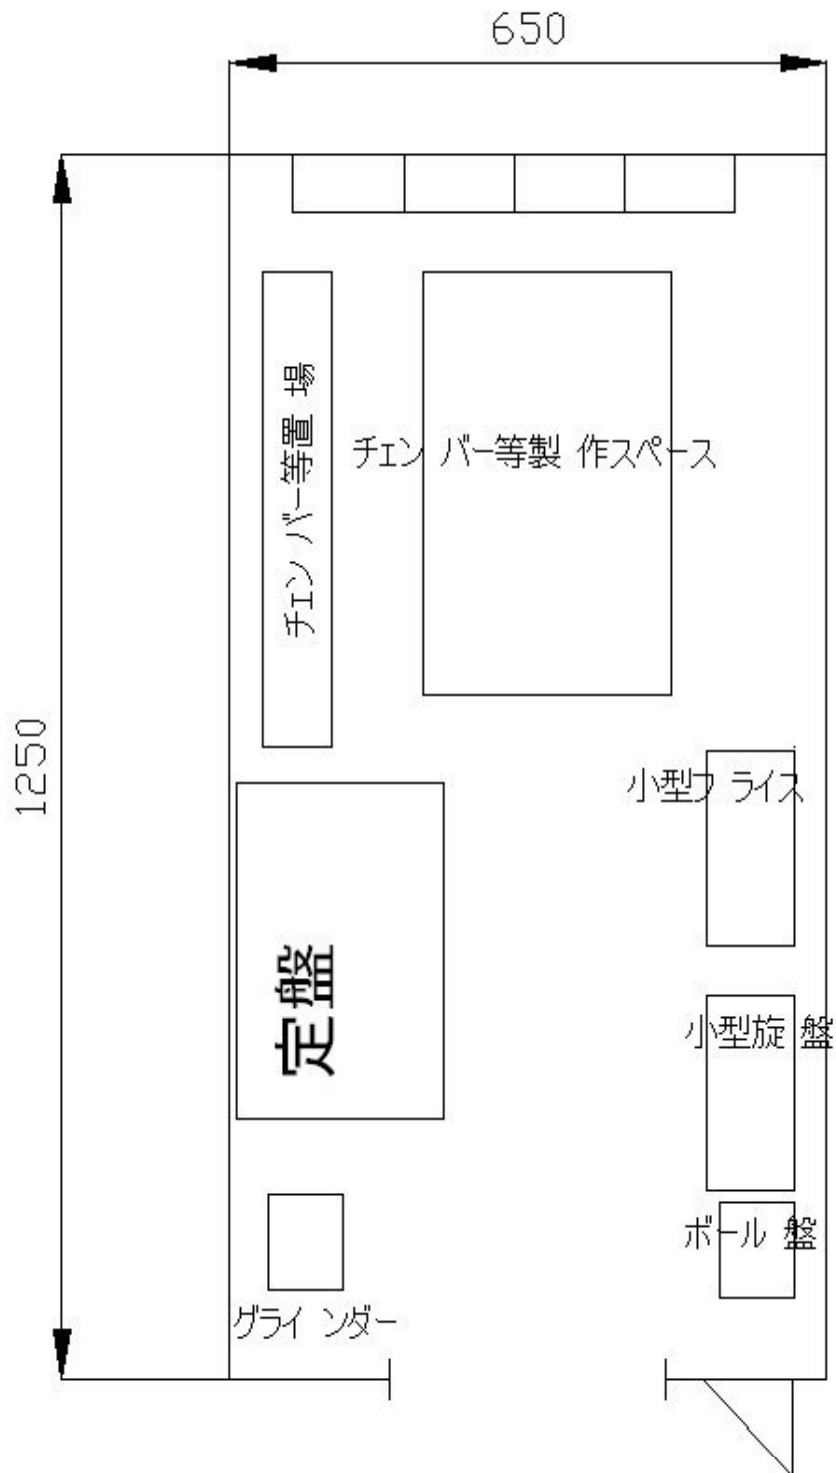 650
チェンバー等置場
チェンバー等製作スペース
1250
小型フライス
定盤
小型旋盤
ボール盤
グラインダー